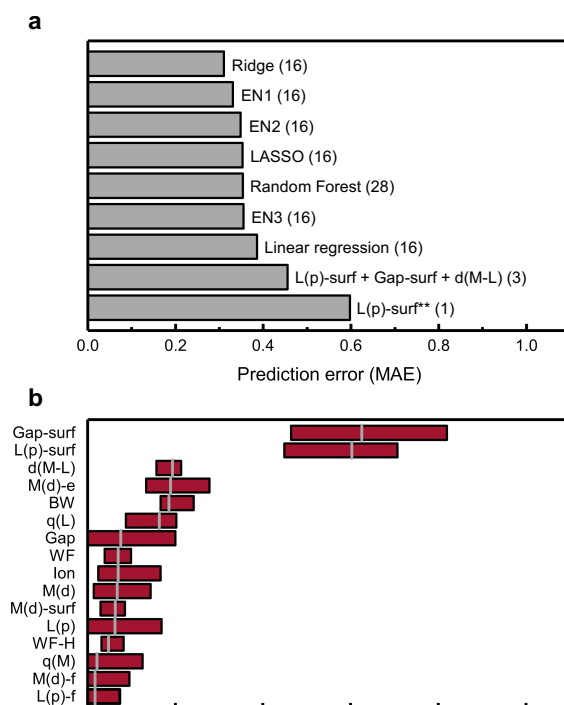 a
Ridge (16)
EN1 (16)
EN2 (16)
LASSO (16)
Random Forest (28)
EN3 (16)
Linear regression (16)
L(p)-surf + Gap-surf + d(M-L) (3)
L(p)-surf** (1)
0.0 0.2 0.4 0.6 0.8 1.0
Prediction error (MAE)
b
Gap-surf
L(p)-surf
d(M-L)
M(d)-e
BW
q(L)
Gap
WF
Ion
M(d)
M(d)-surf
L(p)
WF-H
q(M)
M(d)-f
L(p)-f